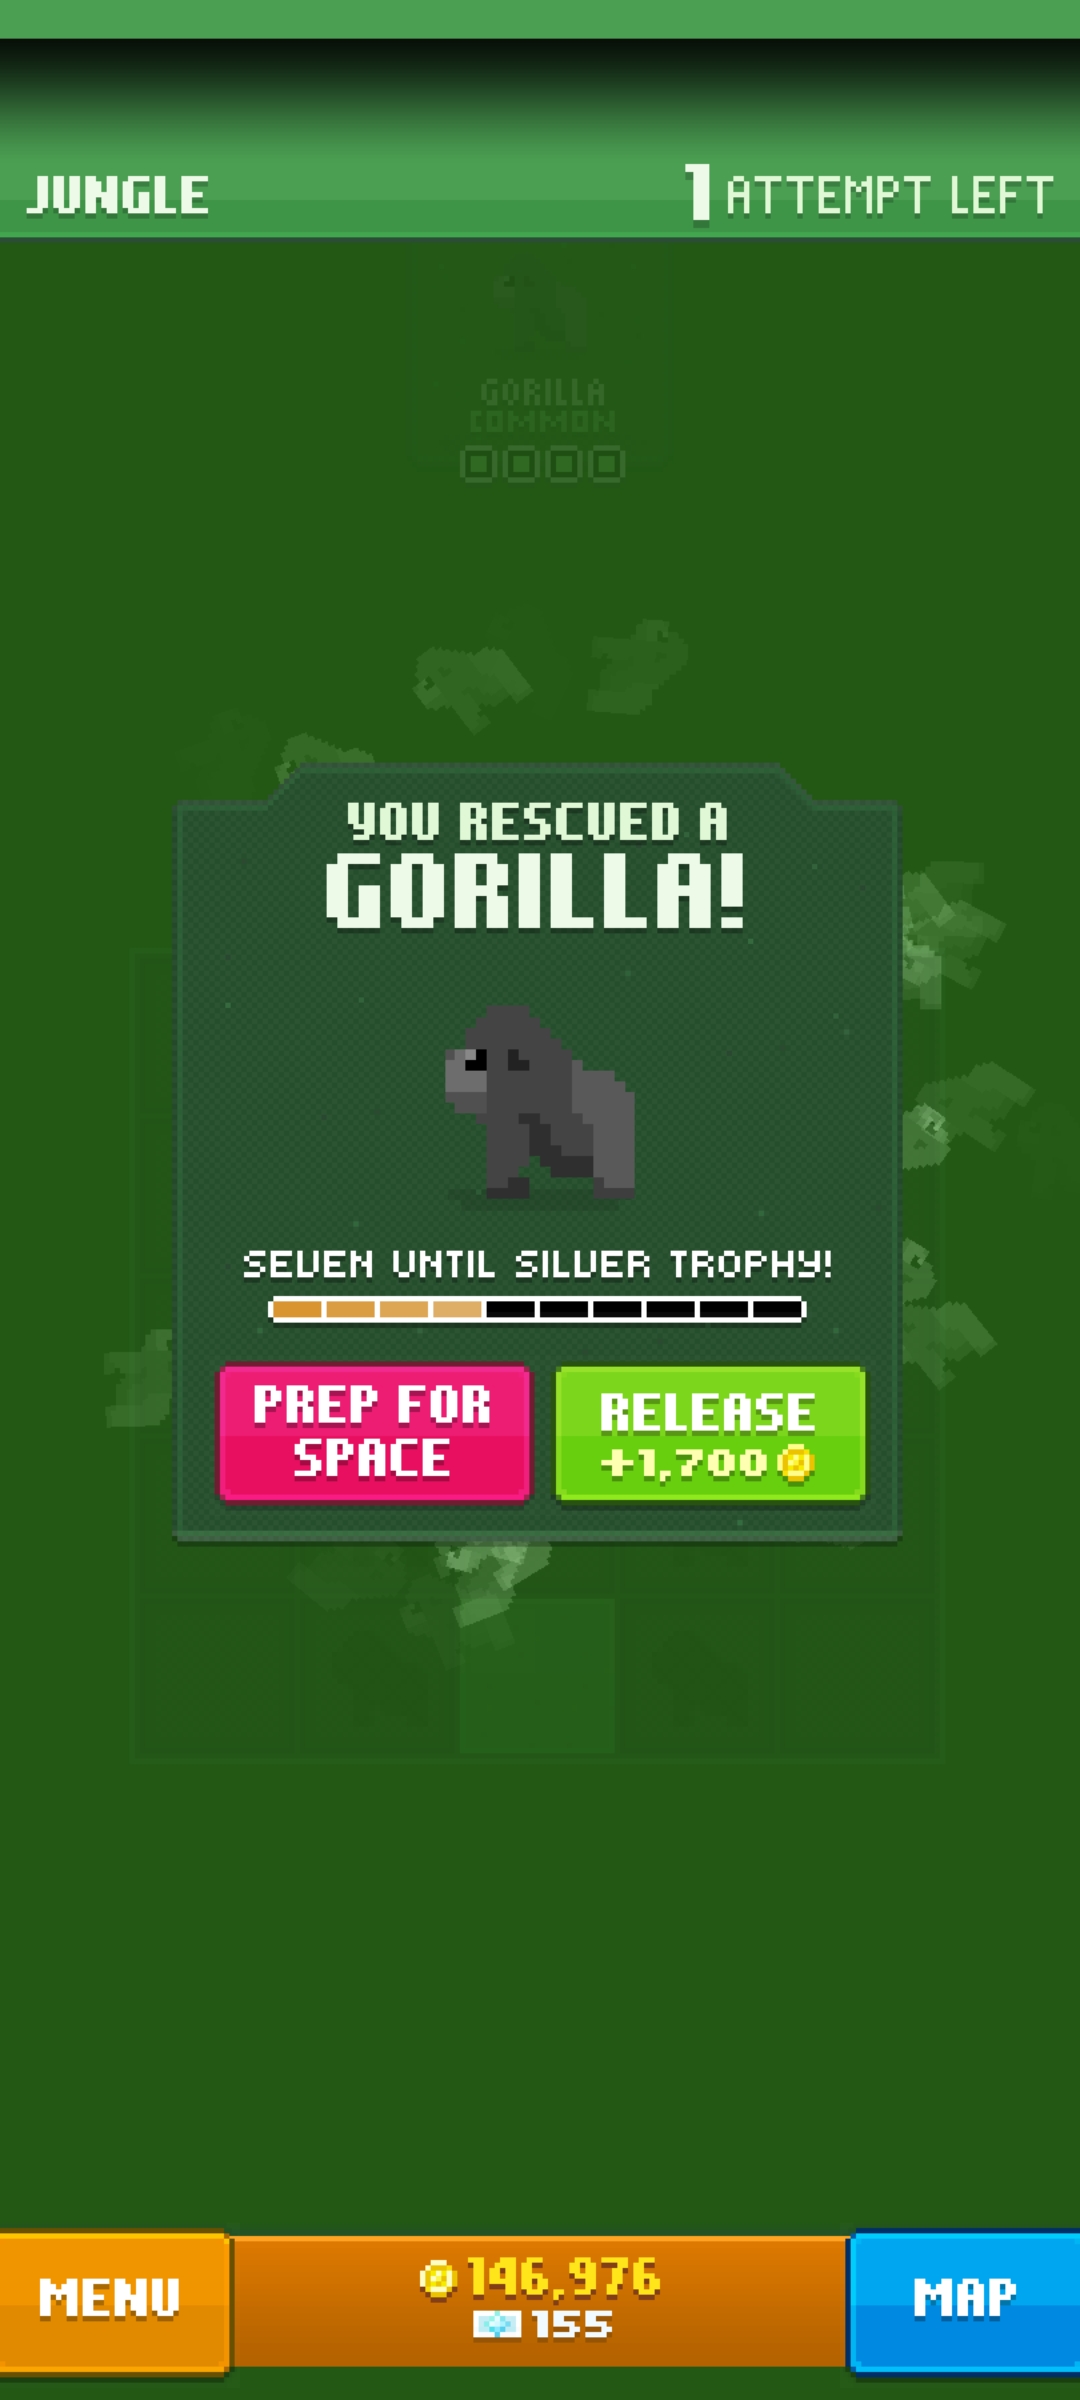 JUNGLE
1 ATTEMPT LEFT
GORILLA
COMMON
YOU RESCUED A
GORILLA!
SEVEN UNTIL SILVER TROPHY!
PREP FOR
SPACE
RELEASE
+1,700
MENU
146,976
155
MAP